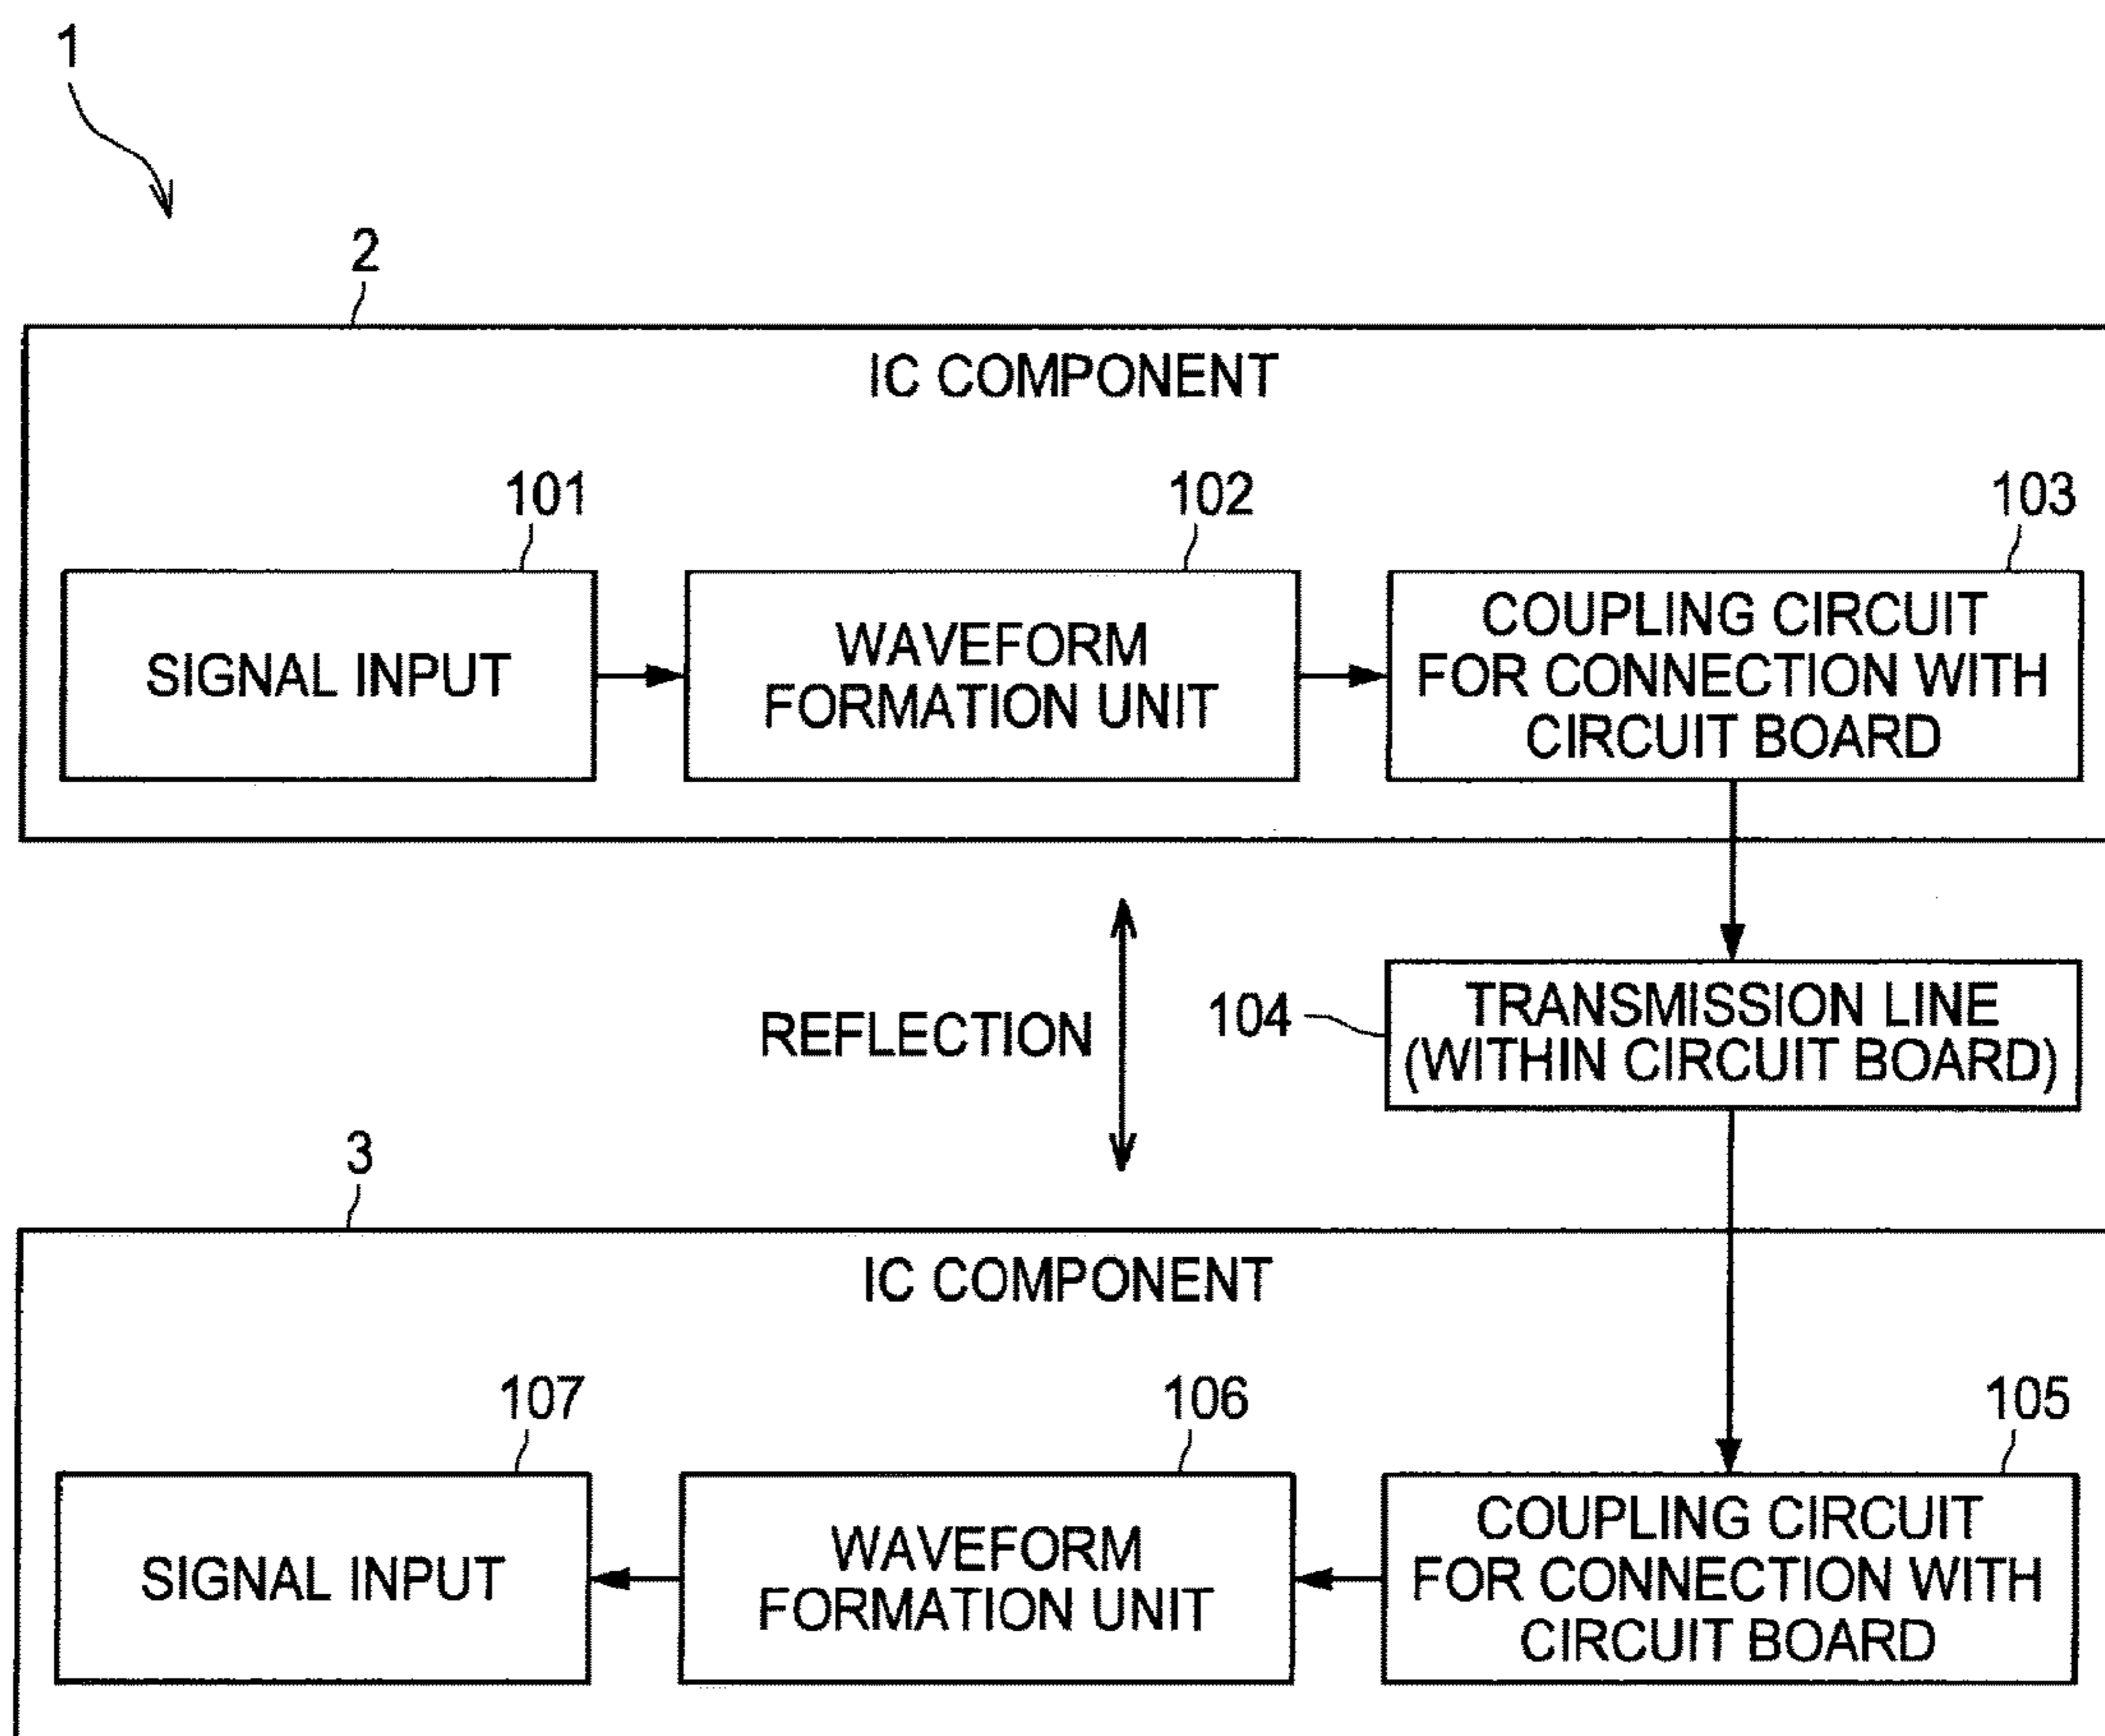 1
2
IC COMPONENT
101
102
103
SIGNAL INPUT
WAVEFORM
FORMATION UNIT
COUPLING CIRCUIT
FOR CONNECTION WITH
CIRCUIT BOARD
REFLECTION
104
TRANSMISSION LINE
(WITHIN CIRCUIT BOARD)
3
IC COMPONENT
107
106
105
SIGNAL INPUT
WAVEFORM
FORMATION UNIT
COUPLING CIRCUIT
FOR CONNECTION WITH
CIRCUIT BOARD